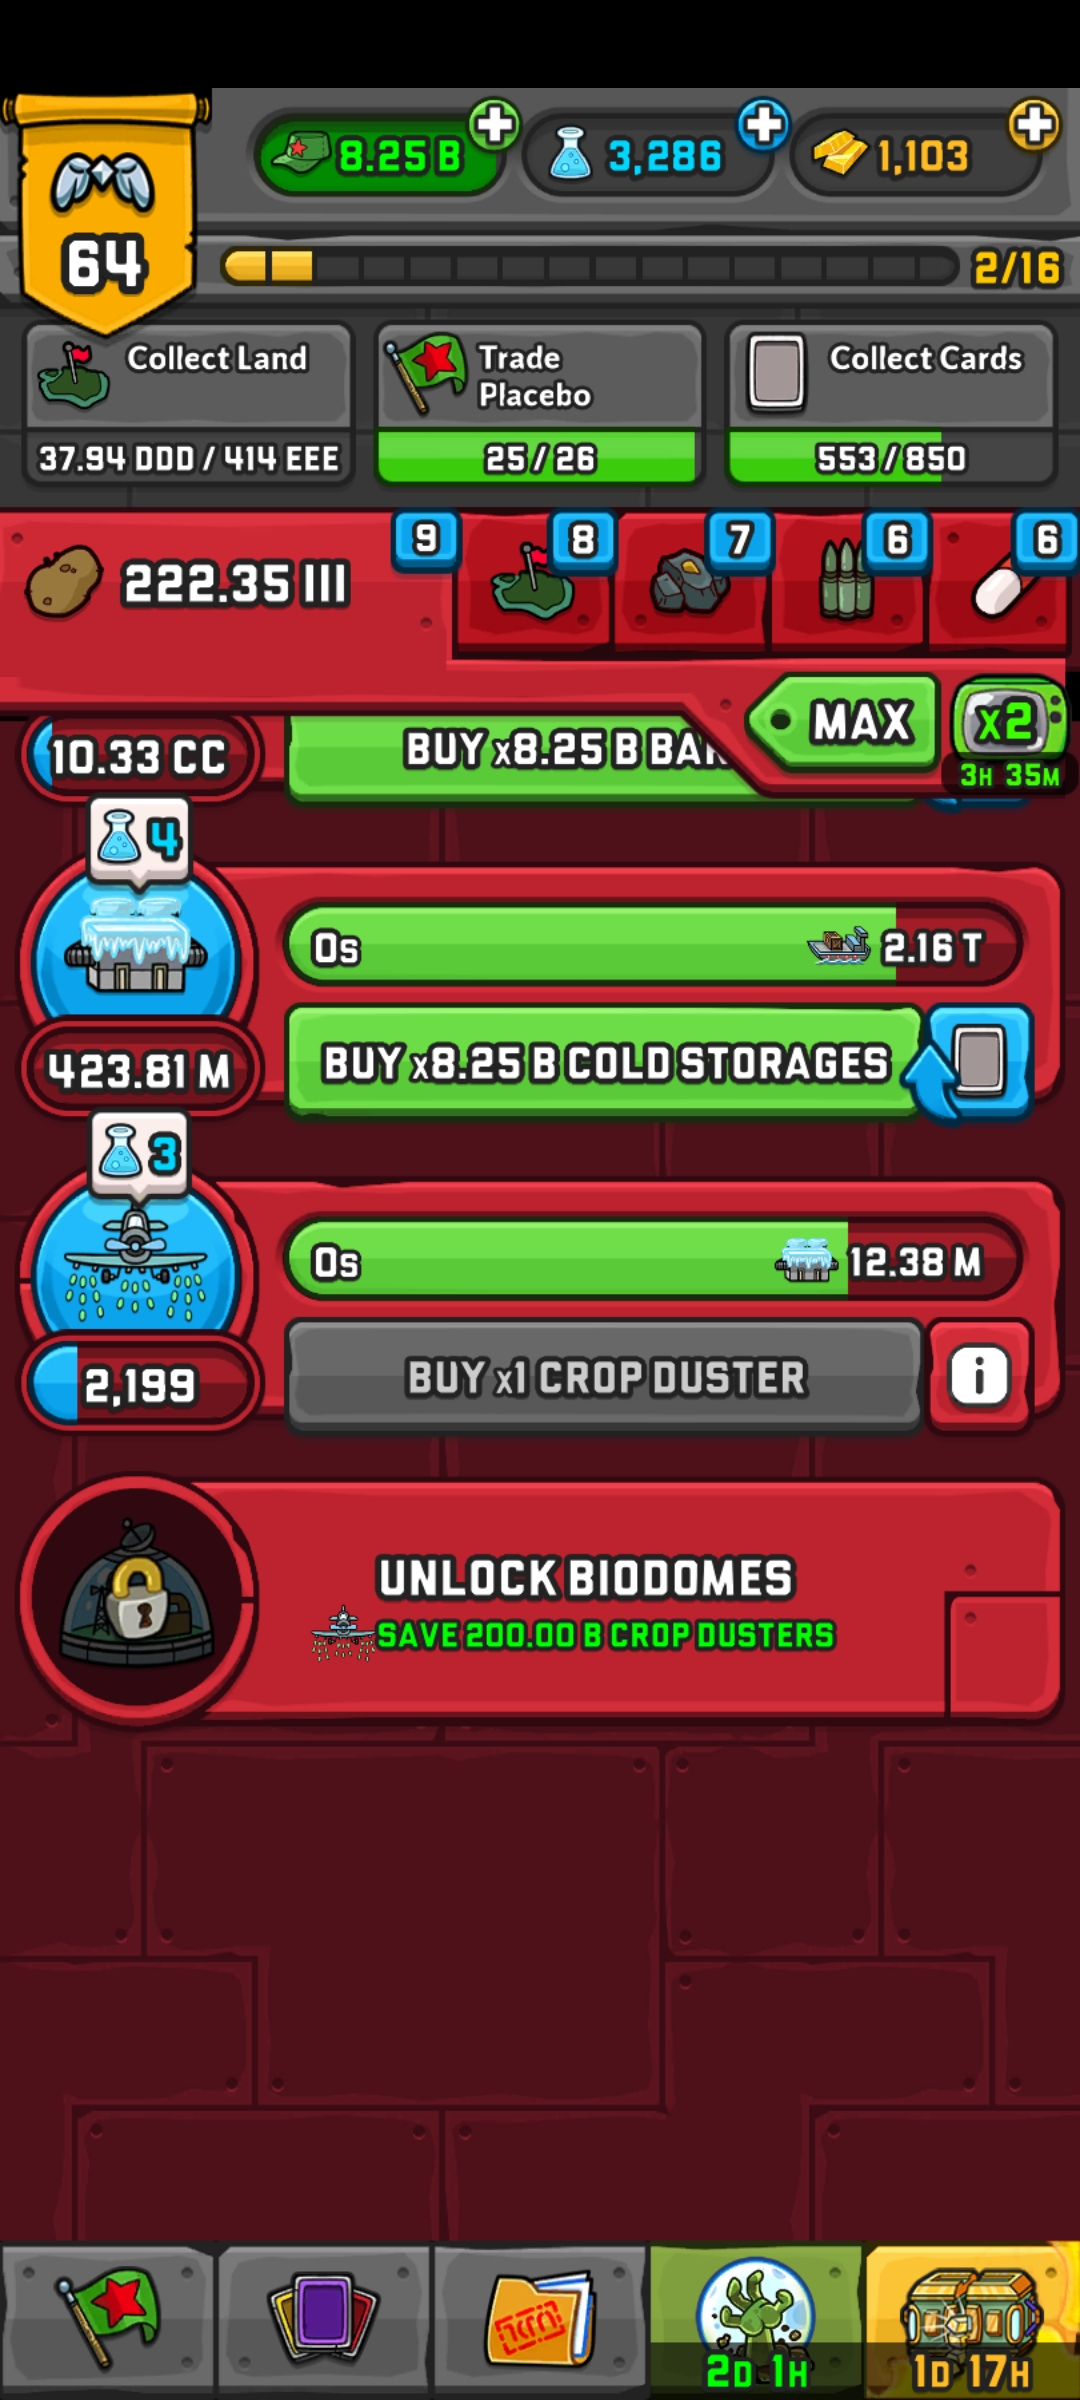 8.25 B
3,286
1,103
64
2/16
Collect Land
37.94 DDD / 414 EEE
Trade
Placebo
25 / 26
Collect Cards
553 / 850
222.35 III
9
8
7
6
6
MAX
x2
3H 35M
10.33 CC
BUY x8.25 B BAR
4
0s
2.16 T
423.81 M
BUY x8.25 B COLD STORAGES
3
0s
12.38 M
2,199
BUY x1 CROP DUSTER
i
UNLOCK BIODOMES
SAVE 200.00 B CROP DUSTERS
2D 1H
1D 17H